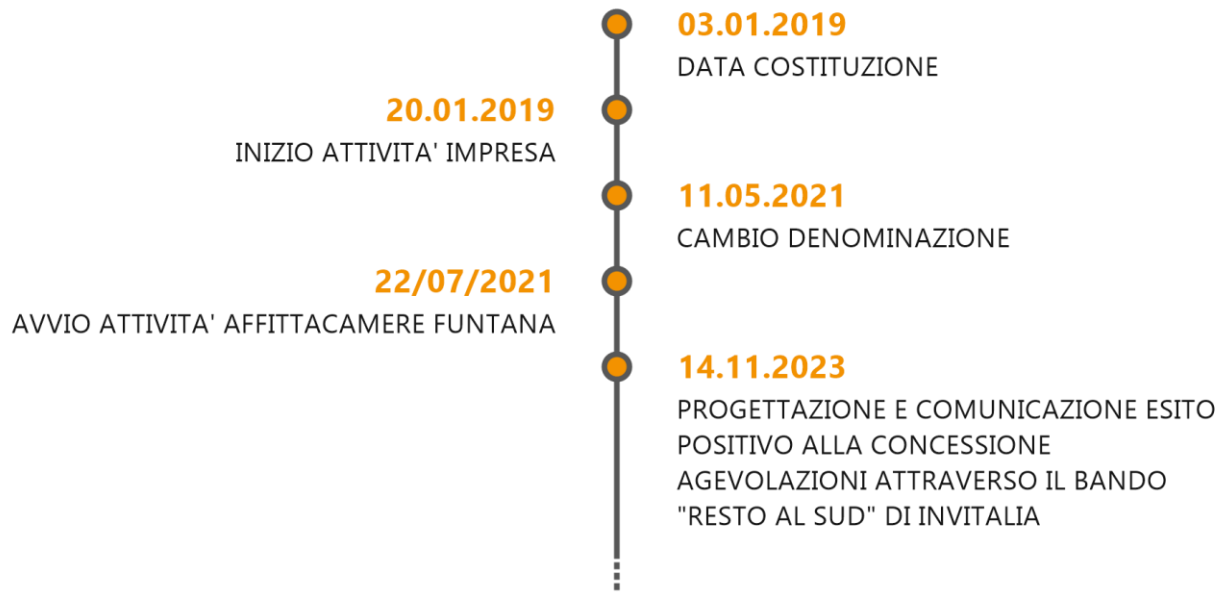 03.01.2019
DATA COSTITUZIONE
20.01.2019
INIZIO ATTIVITA' IMPRESA
11.05.2021
CAMBIO DENOMINAZIONE
22/07/2021
AVVIO ATTIVITA' AFFITTACAMERE FUNTANA
14.11.2023
PROGETTAZIONE E COMUNICAZIONE ESITO
POSITIVO ALLA CONCESSIONE
AGEVOLAZIONI ATTRAVERSO IL BANDO
"RESTO AL SUD" DI INVITALIA